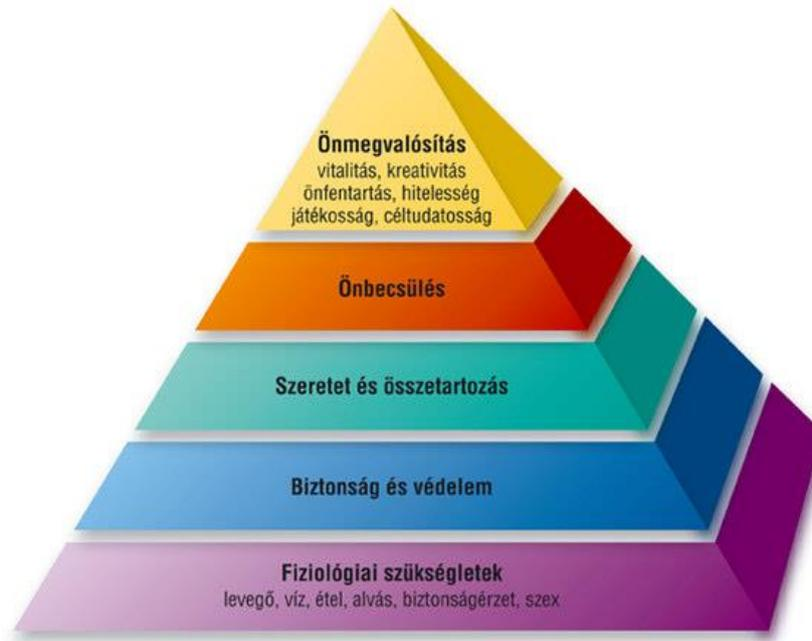 Önmegvalósítás
vitalitás, kreativitás
önfentartás, hitelesség
játékosság, céltudatosság
Önbecsülés
Szeretet és összetartozás
Biztonság és védelem
Fiziológiai szükségletek
levegő, víz, étel, alvás, biztonságérzet, szex